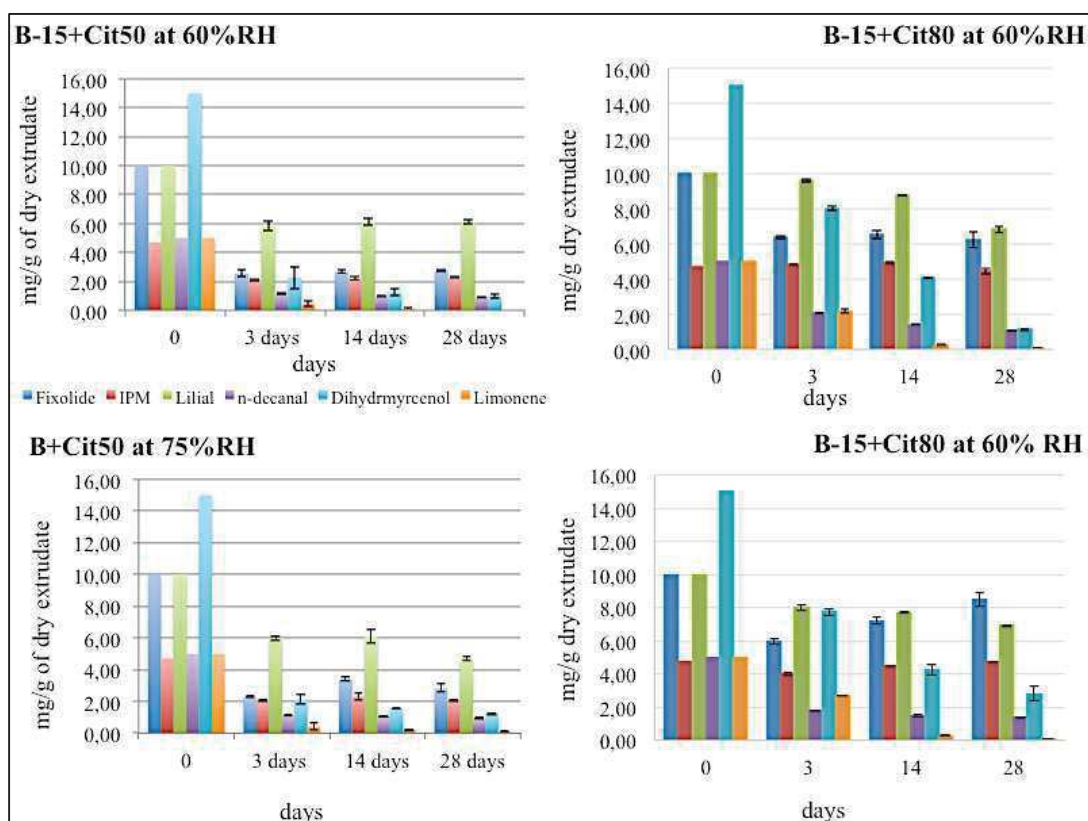 B-15+Cit50 at 60%RH
mg/g of dry extrudate
16,00
14,00
12,00
10,00
8,00
6,00
4,00
2,00
0,00
0
3 days
14 days
28 days
days
Fixolide
IPM
Lilial
n-decanal
Dihydrmyrcenol
Limonene
B-15+Cit80 at 60%RH
mg/g dry extrudate
16,00
14,00
12,00
10,00
8,00
6,00
4,00
2,00
0,00
0
3
14
28
days
B+Cit50 at 75%RH
mg/g of dry extrudate
16,00
14,00
12,00
10,00
8,00
6,00
4,00
2,00
0,00
0
3 days
14 days
28 days
days
B-15+Cit80 at 60% RH
mg/g dry extrudate
16,00
14,00
12,00
10,00
8,00
6,00
4,00
2,00
0,00
0
3
14
28
days